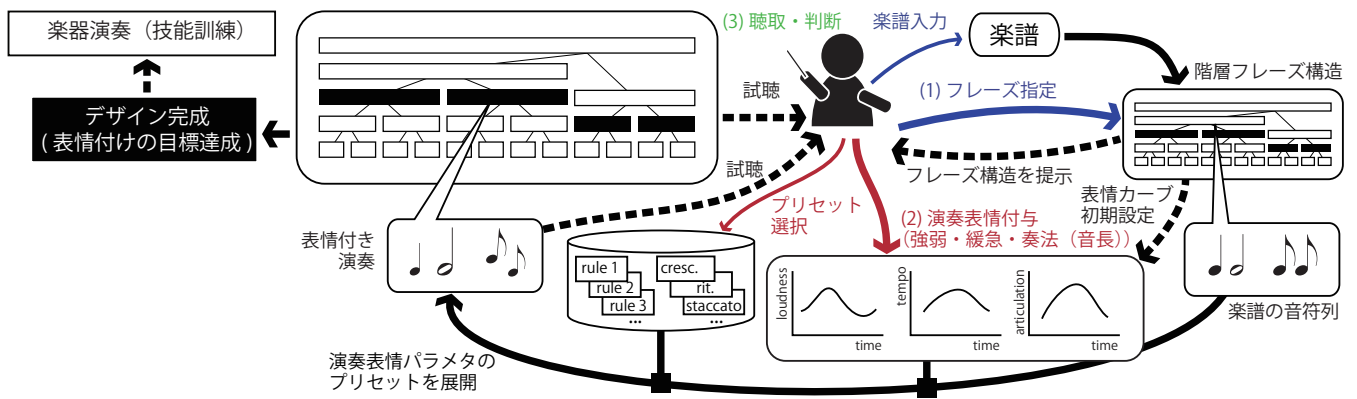 楽器演奏（技能訓練）
デザイン完成
( 表情付けの目標達成 )
(3) 聴取・判断
楽譜入力
楽譜
階層フレーズ構造
試聴
(1) フレーズ指定
試聴
フレーズ構造を提示
表情カーブ
初期設定
プリセット
選択
(2) 演奏表情付与
（強弱・緩急・奏法（音長））
表情付き
演奏
rule 1
rule 2
rule 3
...
cresc.
rit.
staccato
...
loudness
time
tempo
time
articulation
time
楽譜の音符列
演奏表情パラメタの
プリセットを展開